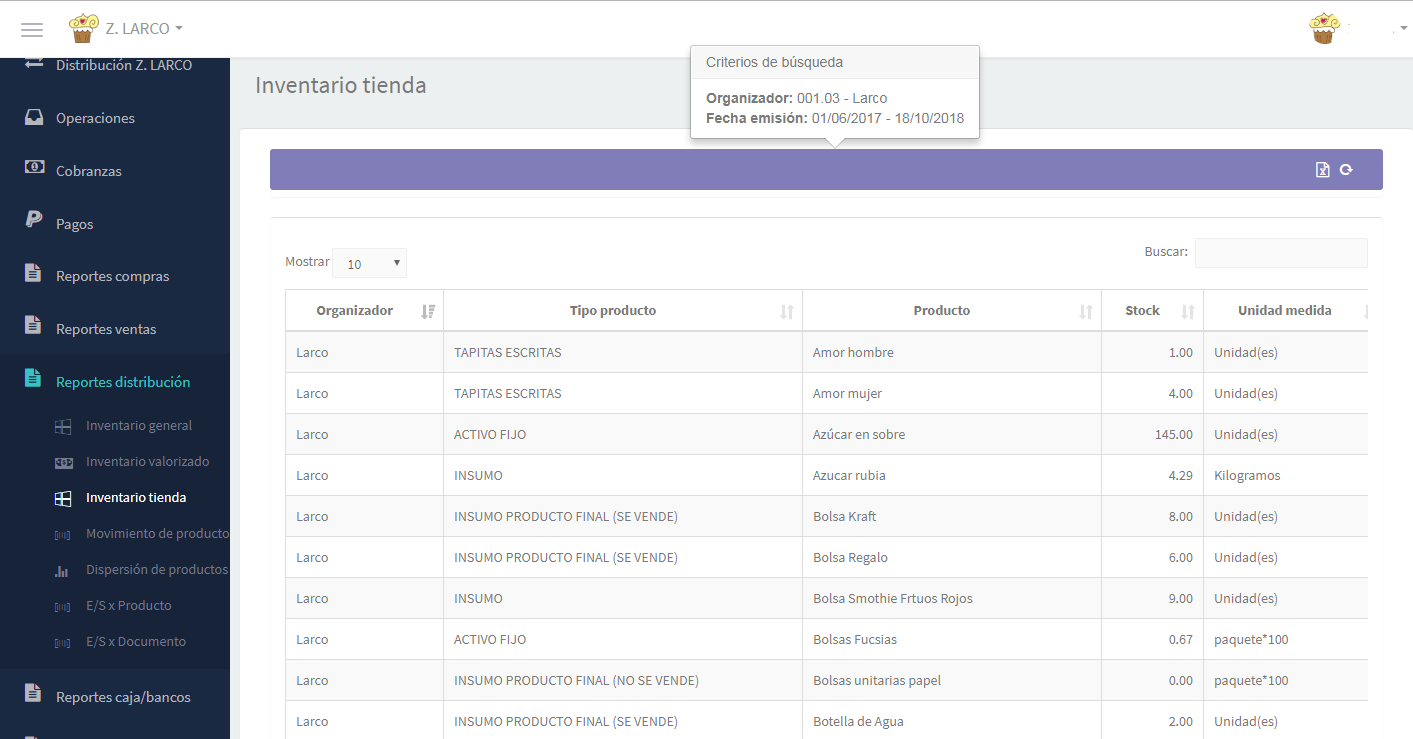 Z. LARCO
Distribución Z. LARCO
Operaciones
Cobranzas
Pagos
Reportes compras
Reportes ventas
Reportes distribución
Inventario general
Inventario valorizado
Inventario tienda
Movimiento de producto
Dispersión de productos
E/S x Producto
E/S x Documento
Reportes caja/bancos
Inventario tienda
Criterios de búsqueda
Organizador: 001.03 - Larco
Fecha emisión: 01/06/2017 - 18/10/2018
Mostrar 10
Buscar:
Organizador Tipo producto Producto Stock Unidad medida
Larco TAPITAS ESCRITAS Amor hombre 1.00 Unidad(es)
Larco TAPITAS ESCRITAS Amor mujer 4.00 Unidad(es)
Larco ACTIVO FIJO Azúcar en sobre 145.00 Unidad(es)
Larco INSUMO Azucar rubia 4.29 Kilogramos
Larco INSUMO PRODUCTO FINAL (SE VENDE) Bolsa Kraft 8.00 Unidad(es)
Larco INSUMO PRODUCTO FINAL (SE VENDE) Bolsa Regalo 6.00 Unidad(es)
Larco INSUMO Bolsa Smothie Frtuos Rojos 9.00 Unidad(es)
Larco ACTIVO FIJO Bolsas Fucsias 0.67 paquete*100
Larco INSUMO PRODUCTO FINAL (NO SE VENDE) Bolsas unitarias papel 0.00 paquete*100
Larco INSUMO PRODUCTO FINAL (SE VENDE) Botella de Agua 2.00 Unidad(es)